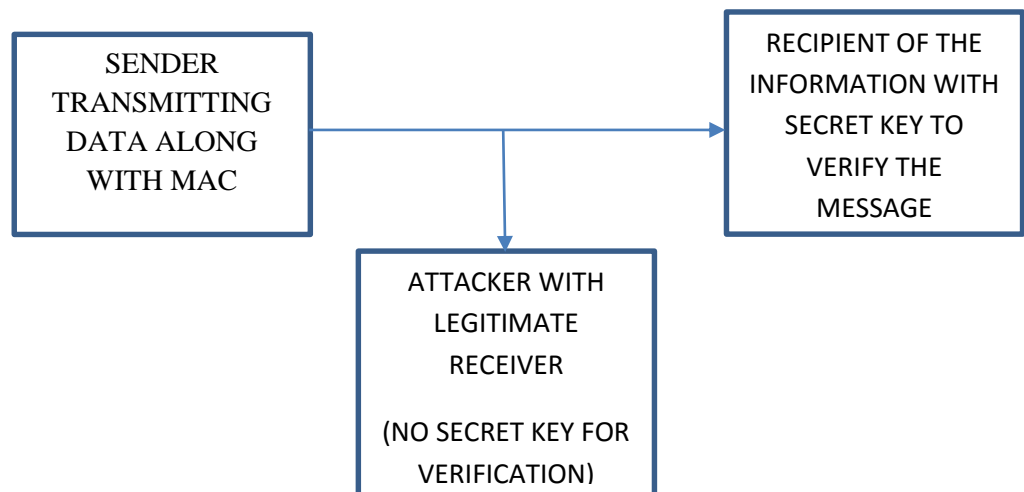 SENDER
TRANSMITTING
DATA ALONG
WITH MAC
RECIPIENT OF THE
INFORMATION WITH
SECRET KEY TO
VERIFY THE
MESSAGE
ATTACKER WITH
LEGITIMATE
RECEIVER
(NO SECRET KEY FOR
VERIFICATION)